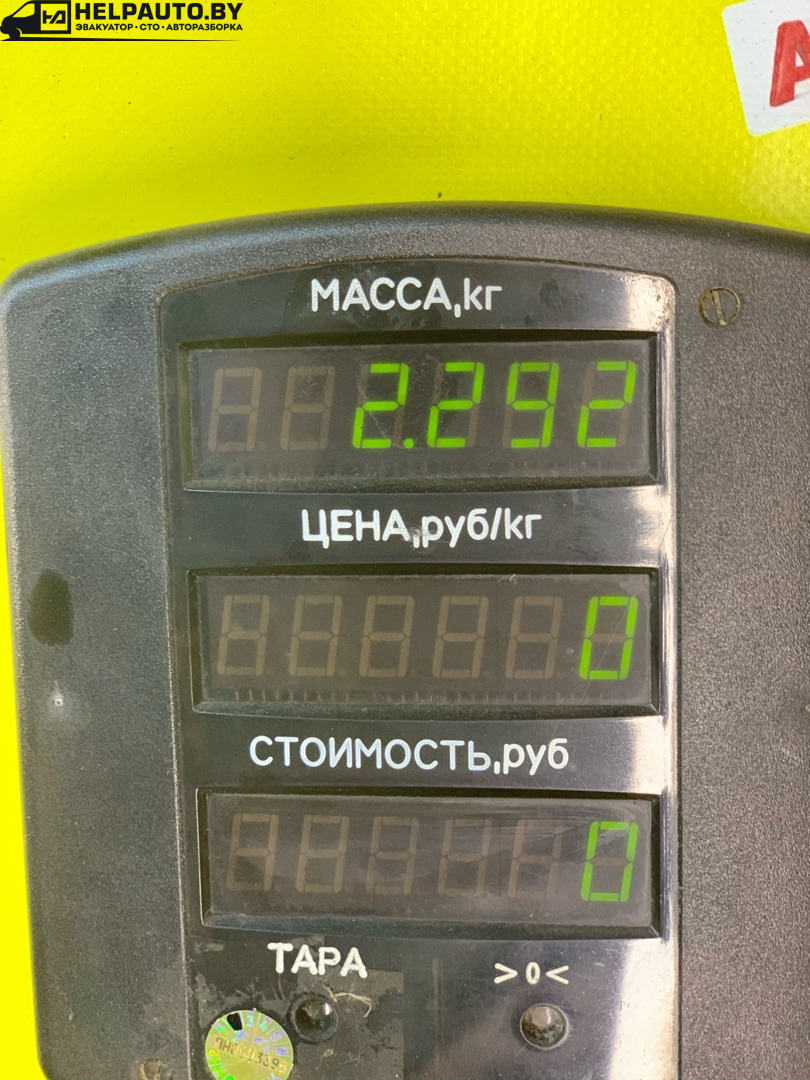 HELPAUTO.BY
ЭВАКУАТОР • СТО • АВТОРАЗБОРКА
А
МАССА,кг
2.292
ЦЕНА,руб/кг
0
СТОИМОСТЬ,руб
0
ТАРА
>0<